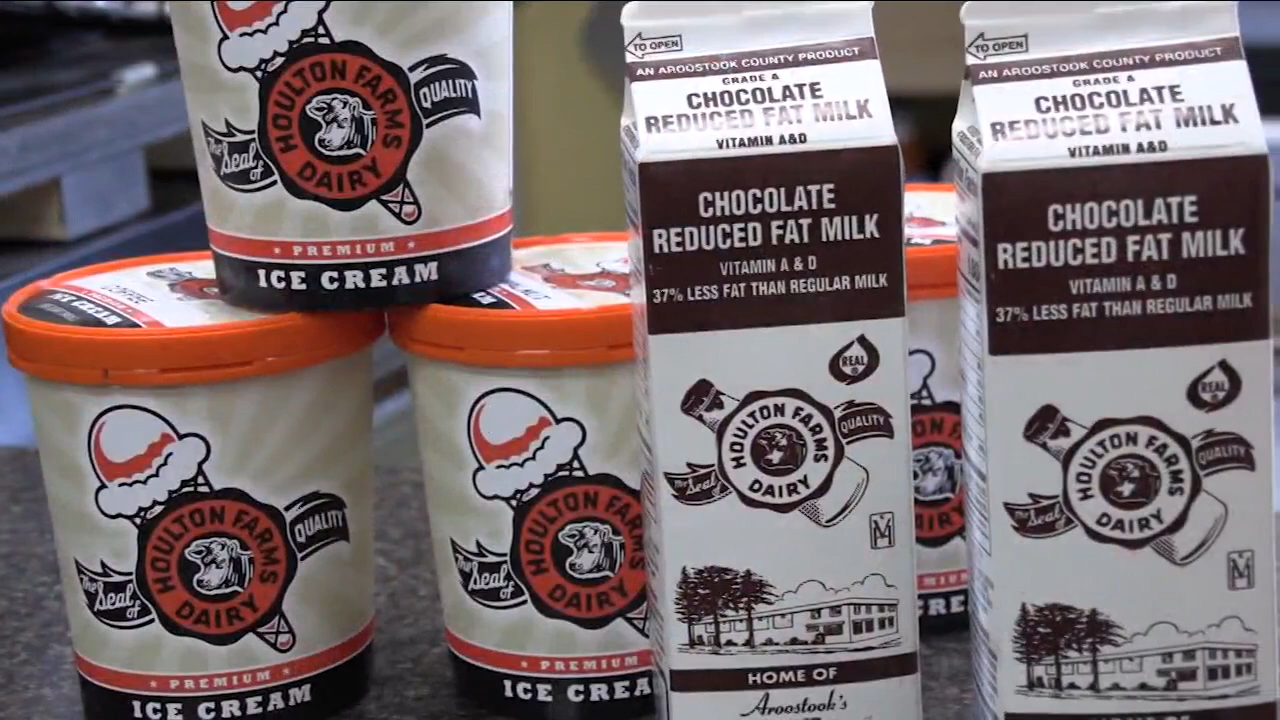 HOULTON FARMS
DAIRY
The Seal of
QUALITY
★ PREMIUM ★
ICE CREAM
COFFEE
ICE CREAM
HOULTON FARMS
DAIRY
The Seal of
QUALITY
★ PREMIUM ★
ICE CREAM
HOULTON FARMS
DAIRY
The Seal of
★ PREMIUM
ICE CREA
TO OPEN
AN AROOSTOOK COUNTY PRODUCT
GRADE A
CHOCOLATE
REDUCED FAT MILK
VITAMIN A&D
CHOCOLATE
REDUCED FAT MILK
VITAMIN A & D
37% LESS FAT THAN REGULAR MILK
REAL
HOULTON FARMS
DAIRY
The Seal
QUALITY
HOME OF
Aroostook's
TO OPEN
AN AROOSTOOK COUNTY PRODUCT
GRADE A
CHOCOLATE
REDUCED FAT MILK
VITAMIN A&D
CHOCOLATE
REDUCED FAT MILK
VITAMIN A & D
37% LESS FAT THAN REGULAR MILK
REAL
HOULTON FARMS
DAIRY
The Seal
QUALITY